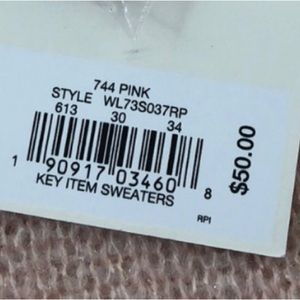 744 PINK
STYLE WL73S037RP
613 30 34
1 90917 03460 8
KEY ITEM SWEATERS
$50.00
RPI